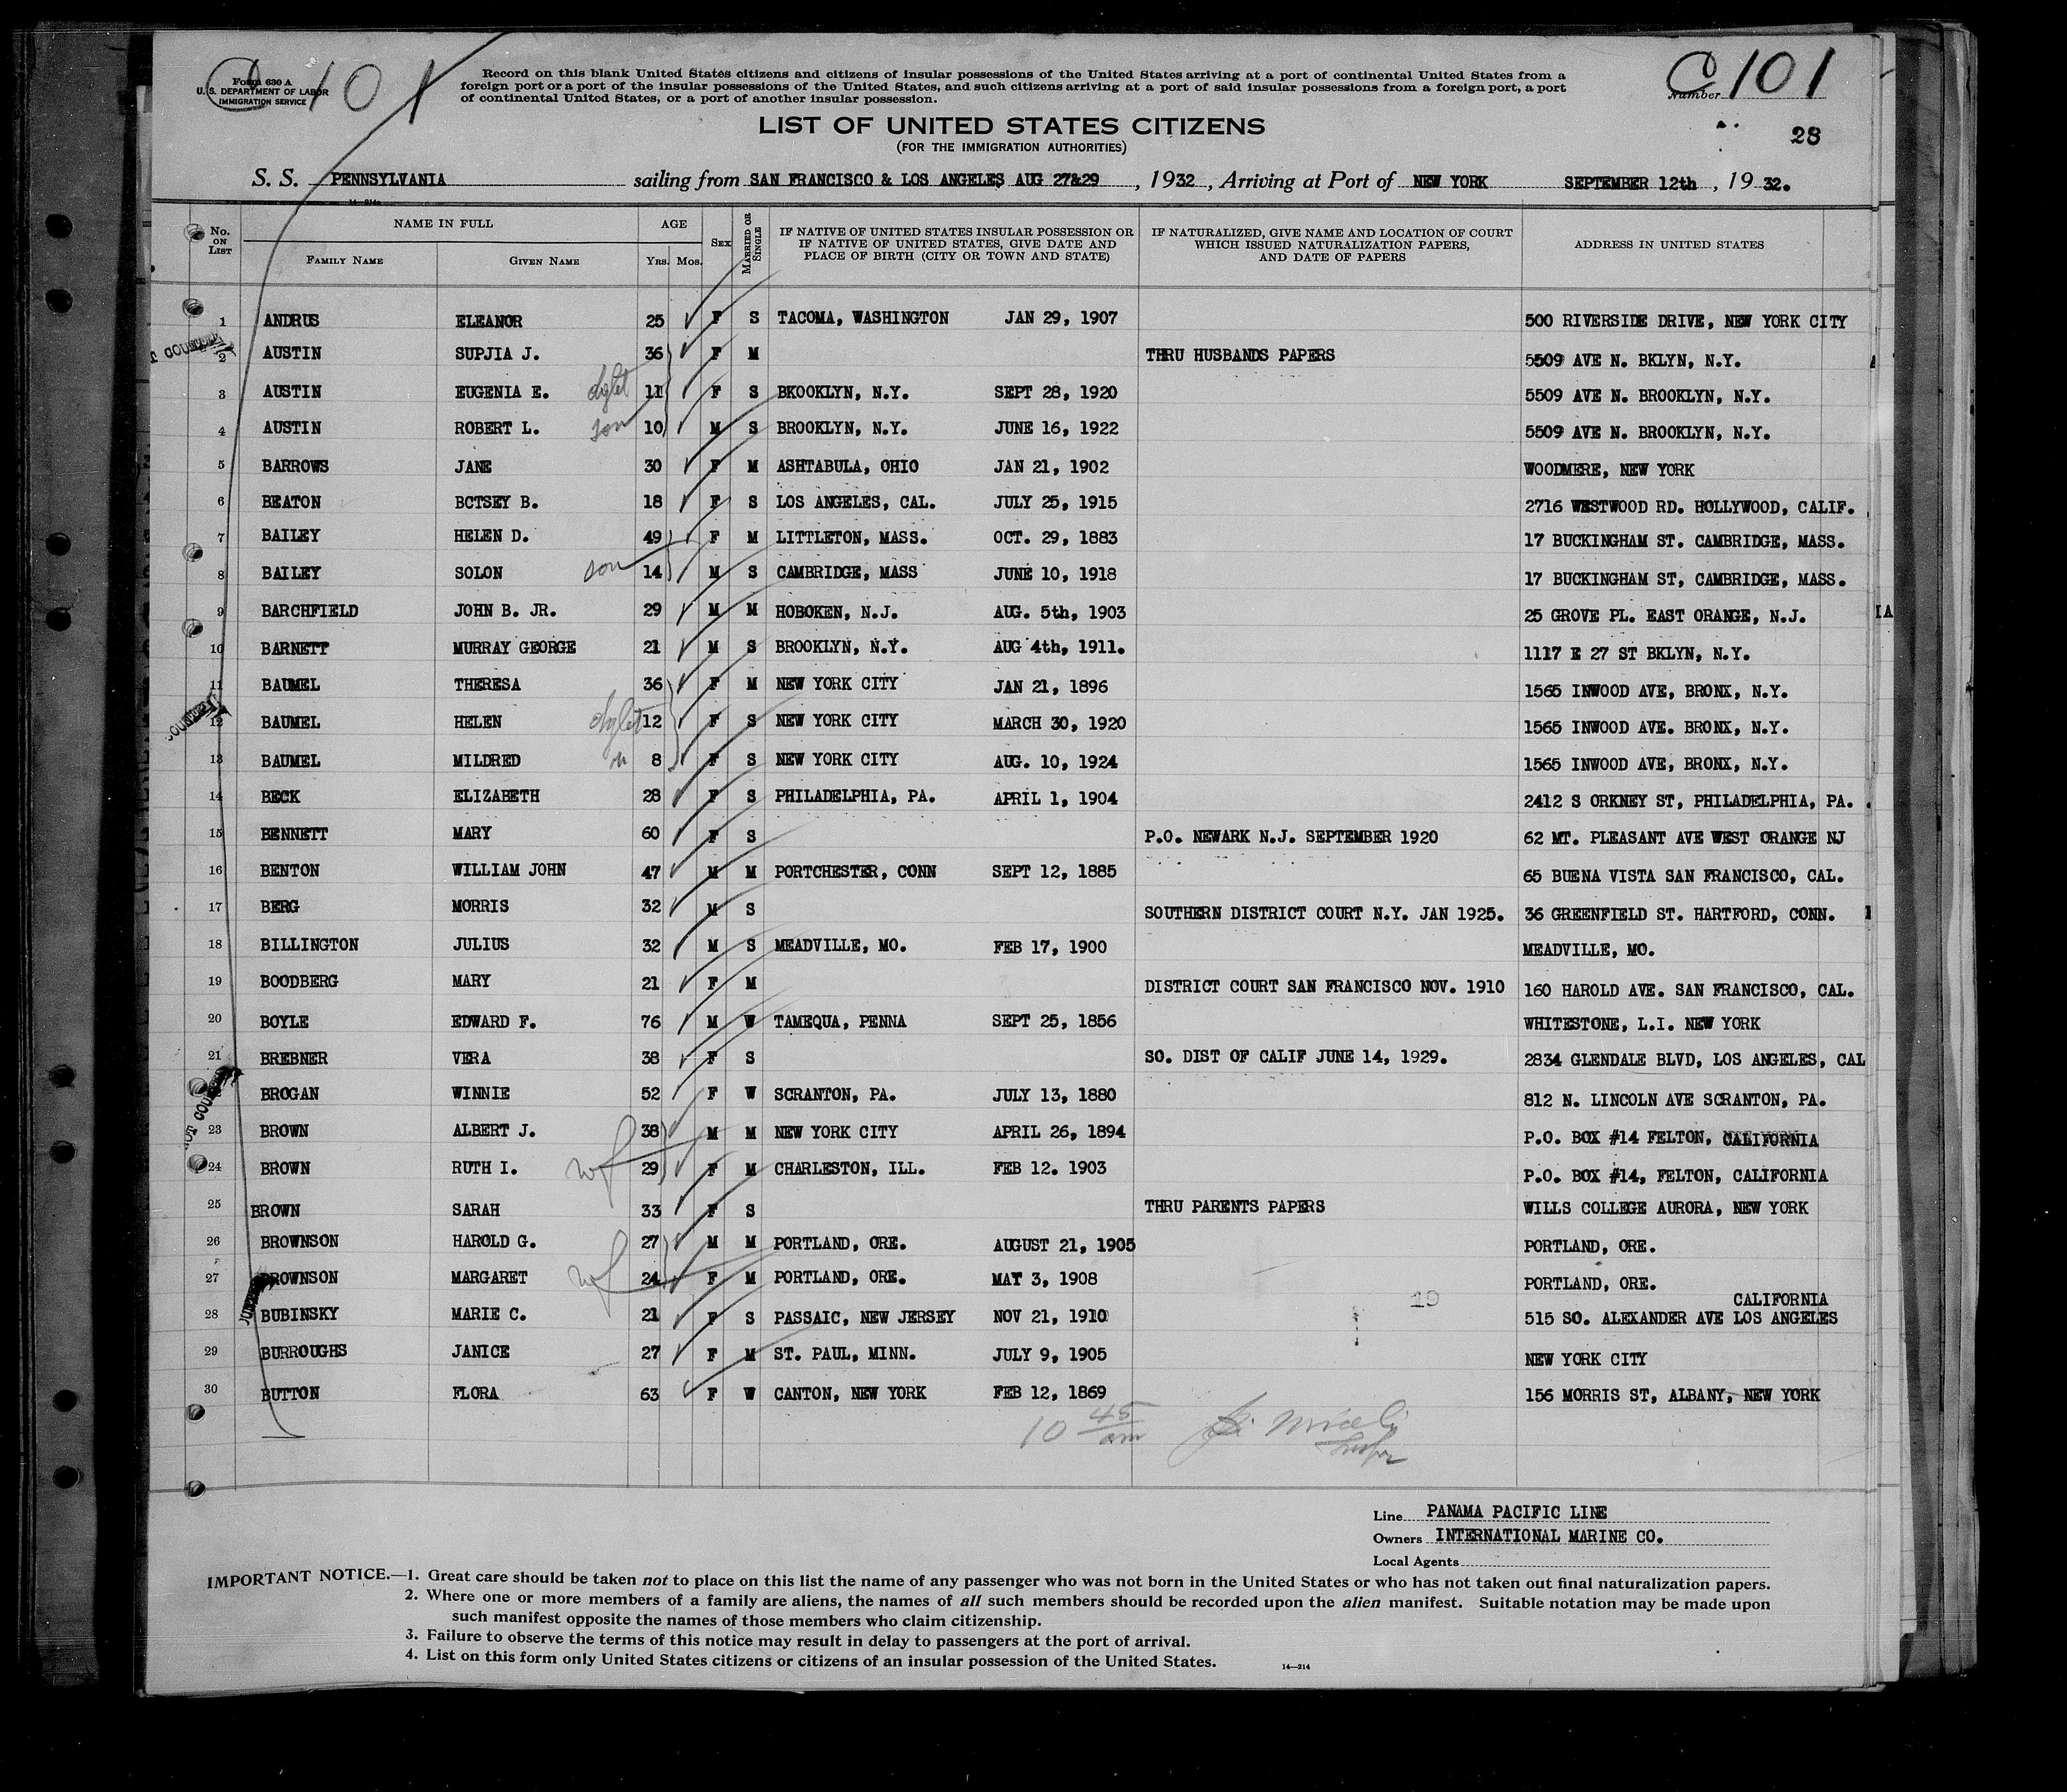 Form 630 A
U. S. DEPARTMENT OF LABOR
IMMIGRATION SERVICE
101
Record on this blank United States citizens and citizens of insular possessions of the United States arriving at a port of continental United States from a
foreign port or a port of the insular possessions of the United States, and such citizens arriving at a port of said insular possessions from a foreign port, a port
of continental United States, or a port of another insular possession.
Number C 101
28
LIST OF UNITED STATES CITIZENS
(FOR THE IMMIGRATION AUTHORITIES)
S. S. PENNSYLVANIA sailing from SAN FRANCISCO & LOS ANGELES AUG 27&29, 1932, Arriving at Port of NEW YORK SEPTEMBER 12th, 1932.
No. ON LIST NAME IN FULL FAMILY NAME GIVEN NAME AGE YRS. MOS. SEX MARRIED OR SINGLE IF NATIVE OF UNITED STATES INSULAR POSSESSION OR IF NATIVE OF UNITED STATES, GIVE DATE AND PLACE OF BIRTH (CITY OR TOWN AND STATE) IF NATURALIZED, GIVE NAME AND LOCATION OF COURT WHICH ISSUED NATURALIZATION PAPERS, AND DATE OF PAPERS ADDRESS IN UNITED STATES
1 ANDRUS ELEANOR 25 F S TACOMA, WASHINGTON JAN 29, 1907 500 RIVERSIDE DRIVE, NEW YORK CITY
2 AUSTIN SUPJIA J. 36 F M THRU HUSBANDS PAPERS 5509 AVE N. BKLYN, N.Y.
3 AUSTIN EUGENIA E. 11 F S BKOOKLYN, N.Y. SEPT 28, 1920 5509 AVE N. BROOKLYN, N.Y.
4 AUSTIN ROBERT L. son 10 M S BROOKLYN, N.Y. JUNE 16, 1922 5509 AVE N. BROOKLYN, N.Y.
5 BARROWS JANE 30 F M ASHTABULA, OHIO JAN 21, 1902 WOODMERE, NEW YORK
6 BEATON BCTSEY B. 18 F S LOS ANGELES, CAL. JULY 25, 1915 2716 WESTWOOD RD. HOLLYWOOD, CALIF.
7 BAILEY HELEN D. 49 F M LITTLETON, MASS. OCT. 29, 1883 17 BUCKINGHAM ST. CAMBRIDGE, MASS.
8 BAILEY SOLON son 14 M S CAMBRIDGE, MASS JUNE 10, 1918 17 BUCKINGHAM ST, CAMBRIDGE, MASS.
9 BARCHFIELD JOHN B. JR. 29 M M HOBOKEN, N.J. AUG. 5th, 1903 25 GROVE PL. EAST ORANGE, N.J.
10 BARNETT MURRAY GEORGE 21 M S BROOKLYN, N.Y. AUG 4th, 1911. 1117 E 27 ST BKLYN, N.Y.
11 BAUMEL THERESA 36 F M NEW YORK CITY JAN 21, 1896 1565 INWOOD AVE, BRONX, N.Y.
12 BAUMEL HELEN 12 F S NEW YORK CITY MARCH 30, 1920 1565 INWOOD AVE. BRONX, N.Y.
13 BAUMEL MILDRED 8 F S NEW YORK CITY AUG. 10, 1924 1565 INWOOD AVE, BRONX, N.Y.
14 BECK ELIZABETH 28 F S PHILADELPHIA, PA. APRIL 1, 1904 2412 S ORKNEY ST, PHILADELPHIA, PA.
15 BENNETT MARY 60 F S P.O. NEWARK N.J. SEPTEMBER 1920 62 MT. PLEASANT AVE WEST ORANGE NJ
16 BENTON WILLIAM JOHN 47 M M PORTCHESTER, CONN SEPT 12, 1885 65 BUENA VISTA SAN FRANCISCO, CAL.
17 BERG MORRIS 32 M S SOUTHERN DISTRICT COURT N.Y. JAN 1925. 36 GREENFIELD ST. HARTFORD, CONN.
18 BILLINGTON JULIUS 32 M S MEADVILLE, MO. FEB 17, 1900 MEADVILLE, MO.
19 BOODBERG MARY 21 F M DISTRICT COURT SAN FRANCISCO NOV. 1910 160 HAROLD AVE. SAN FRANCISCO, CAL.
20 BOYLE EDWARD F. 76 M W TAMEQUA, PENNA SEPT 25, 1856 WHITESTONE, L.I. NEW YORK
21 BREBNER VERA 38 F S SO. DIST OF CALIF JUNE 14, 1929. 2834 GLENDALE BLVD, LOS ANGELES, CAL
BROGAN WINNIE 52 F W SCRANTON, PA. JULY 13, 1880 812 N. LINCOLN AVE SCRANTON, PA.
23 BROWN ALBERT J. 38 M M NEW YORK CITY APRIL 26, 1894 P.O. BOX #14 FELTON, CALIFORNIA
24 BROWN RUTH I. wf 29 F M CHARLESTON, ILL. FEB 12. 1903 P.O. BOX #14, FELTON, CALIFORNIA
25 BROWN SARAH 33 F S THRU PARENTS PAPERS WILLS COLLEGE AURORA, NEW YORK
26 BROWNSON HAROLD G. 27 M M PORTLAND, ORE. AUGUST 21, 1905 PORTLAND, ORE.
27 BROWNSON MARGARET wf 24 F M PORTLAND, ORE. MAY 3, 1908 PORTLAND, ORE.
CALIFORNIA
28 BUBINSKY MARIE C. 21 F S PASSAIC, NEW JERSEY NOV 21, 1910 19 515 SO. ALEXANDER AVE LOS ANGELES
29 BURROUGHS JANICE 27 F M ST. PAUL, MINN. JULY 9, 1905 NEW YORK CITY
30 BUTTON FLORA 63 F W CANTON, NEW YORK FEB 12, 1869 156 MORRIS ST, ALBANY, NEW YORK
10 45 am
Line PANAMA PACIFIC LINE
Owners INTERNATIONAL MARINE CO.
Local Agents
IMPORTANT NOTICE.—1. Great care should be taken not to place on this list the name of any passenger who was not born in the United States or who has not taken out final naturalization papers.
2. Where one or more members of a family are aliens, the names of all such members should be recorded upon the alien manifest. Suitable notation may be made upon
such manifest opposite the names of those members who claim citizenship.
3. Failure to observe the terms of this notice may result in delay to passengers at the port of arrival.
4. List on this form only United States citizens or citizens of an insular possession of the United States.
14—214